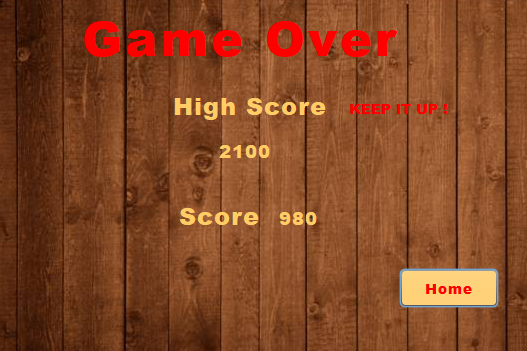 Game Over
High Score KEEP IT UP !
2100
Score 980
Home